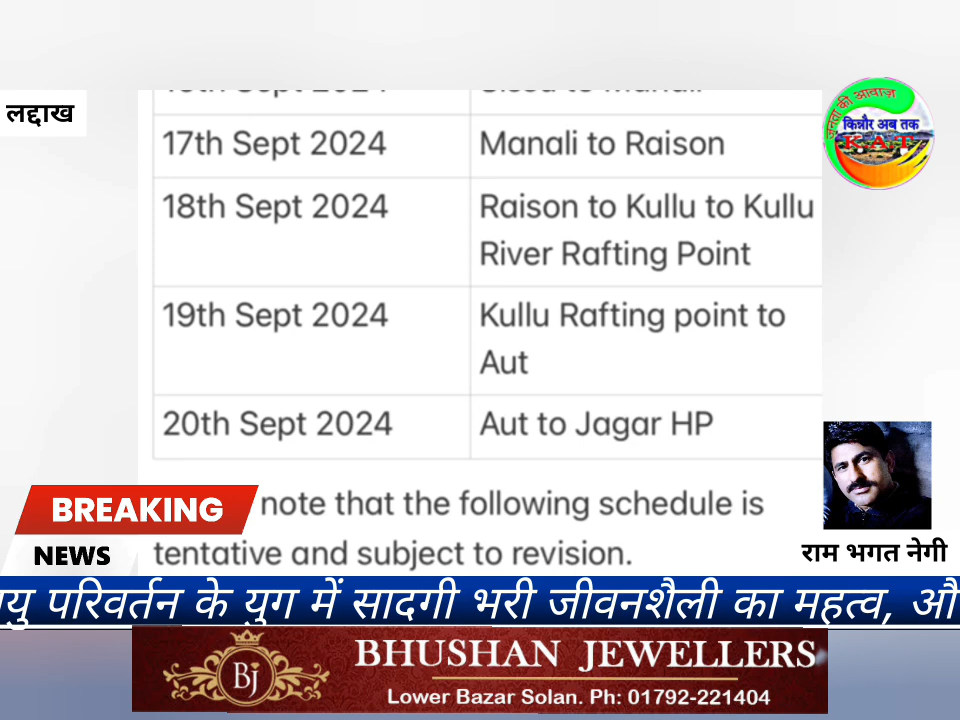 लद्दाख
जनता की आवाज़
किन्नौर अब तक
K.A.T
17th Sept 2024 Manali to Raison
18th Sept 2024 Raison to Kullu to Kullu
River Rafting Point
19th Sept 2024 Kullu Rafting point to
Aut
20th Sept 2024 Aut to Jagar HP
note that the following schedule is
tentative and subject to revision.
BREAKING
NEWS
राम भगत नेगी
परिवर्तन के युग में सादगी भरी जीवनशैली का महत्व,
Bj
BHUSHAN JEWELLERS
Lower Bazar Solan. Ph: 01792-221404